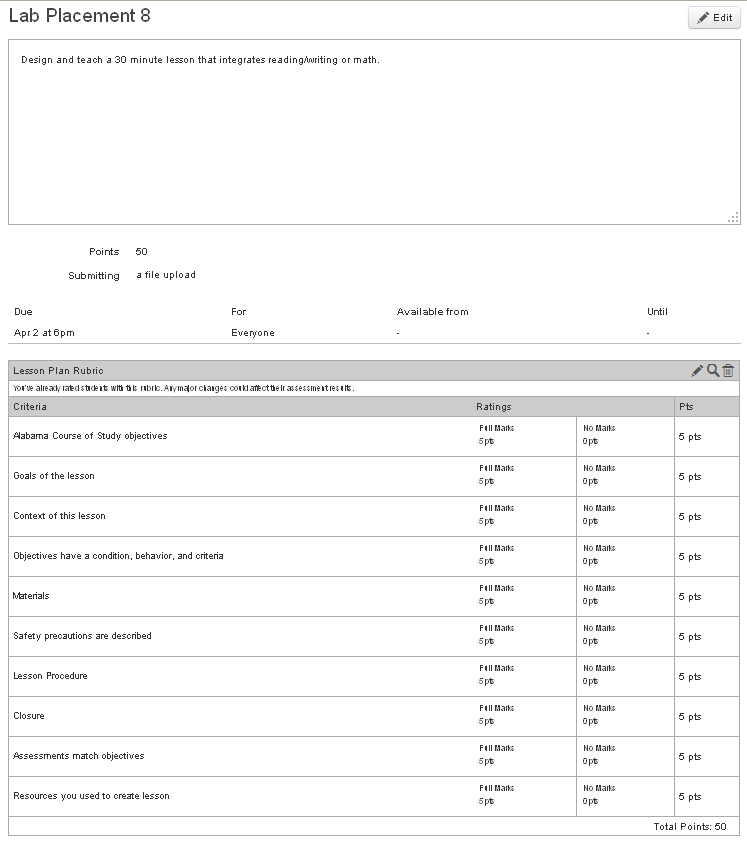 Lab Placement 8
Edit
Design and teach a 30 minute lesson that integrates reading/writing or math.
Points 50
Submitting a file upload
Due For Available from Until
Apr 2 at 6pm Everyone - -
Lesson Plan Rubric
You've already rated students with this rubric. Any major changes could affect their assessment results.
Criteria Ratings Pts
Alabama Course of Study objectives Full Marks 5 pts No Marks 0 pts 5 pts
Goals of the lesson Full Marks 5 pts No Marks 0 pts 5 pts
Context of this lesson Full Marks 5 pts No Marks 0 pts 5 pts
Objectives have a condition, behavior, and criteria Full Marks 5 pts No Marks 0 pts 5 pts
Materials Full Marks 5 pts No Marks 0 pts 5 pts
Safety precautions are described Full Marks 5 pts No Marks 0 pts 5 pts
Lesson Procedure Full Marks 5 pts No Marks 0 pts 5 pts
Closure Full Marks 5 pts No Marks 0 pts 5 pts
Assessments match objectives Full Marks 5 pts No Marks 0 pts 5 pts
Resources you used to create lesson Full Marks 5 pts No Marks 0 pts 5 pts
Total Points: 50